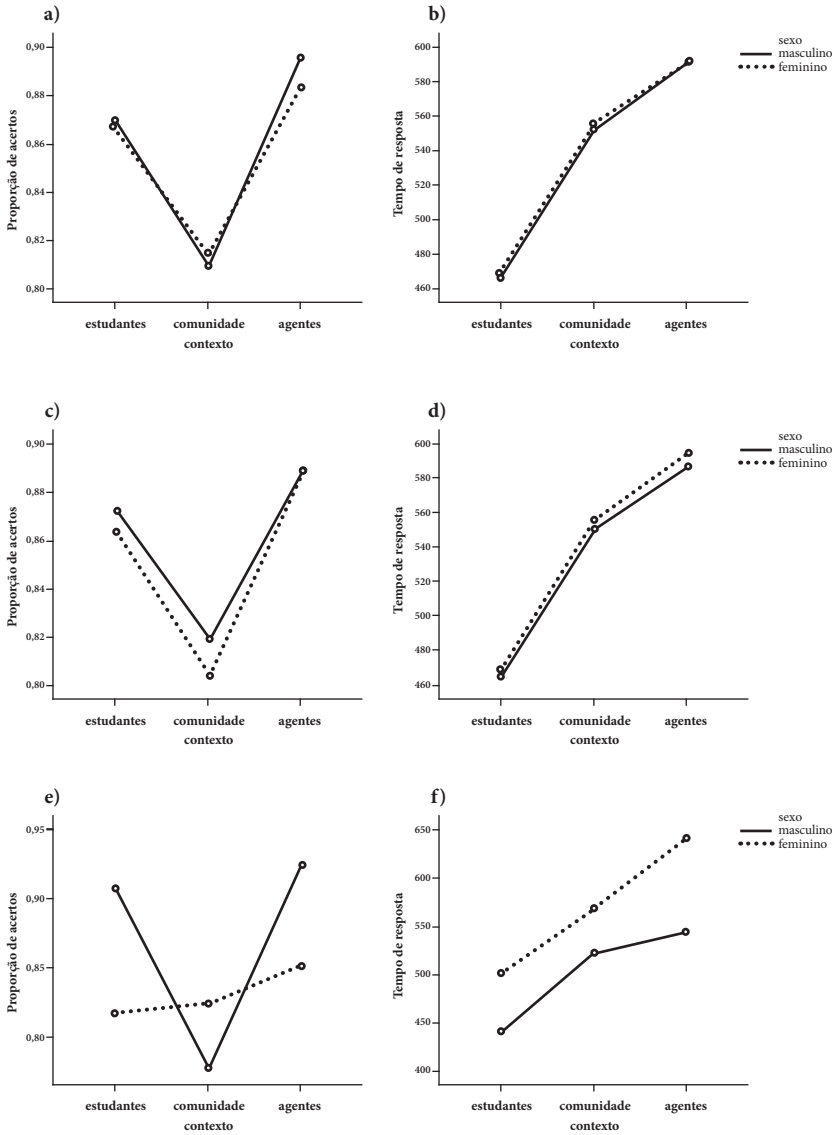 a)
Proporção de acertos
0,90
0,88
0,86
0,84
0,82
0,80
estudantes comunidade agentes
contexto
b)
Tempo de resposta
600
580
560
540
520
500
480
460
estudantes comunidade agentes
contexto
sexo
masculino
feminino
c)
Proporção de acertos
0,90
0,88
0,86
0,84
0,82
0,80
estudantes comunidade agentes
contexto
d)
Tempo de resposta
600
580
560
540
520
500
480
460
estudantes comunidade agentes
contexto
sexo
masculino
feminino
e)
Proporção de acertos
0,95
0,90
0,85
0,80
estudantes comunidade agentes
contexto
f)
Tempo de resposta
650
600
550
500
450
400
estudantes comunidade agentes
contexto
sexo
masculino
feminino